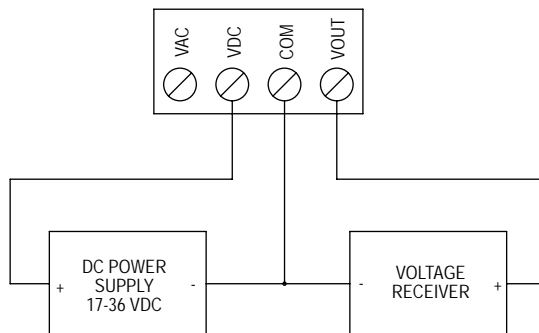 VAC
VDC
COM
VOUT
+
DC POWER
SUPPLY
17-36 VDC
-
-
VOLTAGE
RECEIVER
+